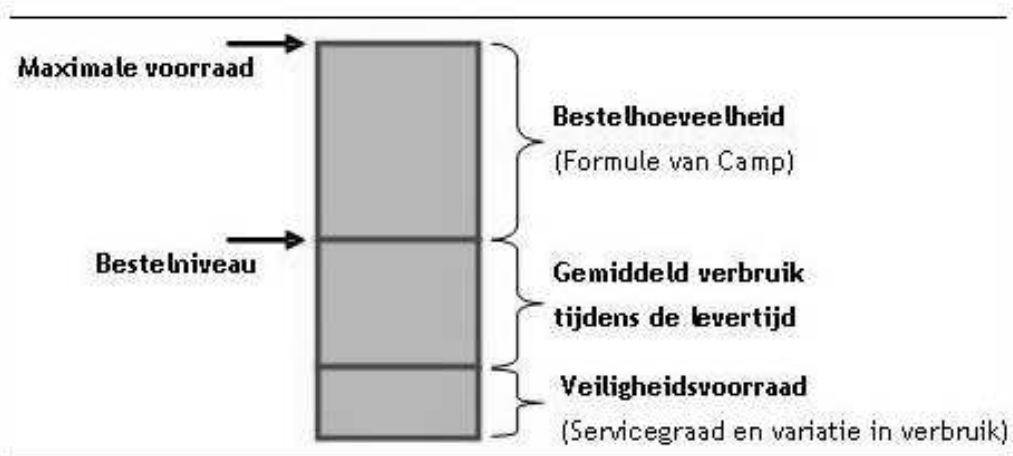 Maximale voorraad
Bestelhoeveelheid
(Formule van Camp)
Bestelniveau
Gemiddeld verbruik
tijdens de levertijd
Veiligheidsvoorraad
(Servicegraad en variatie in verbruik)